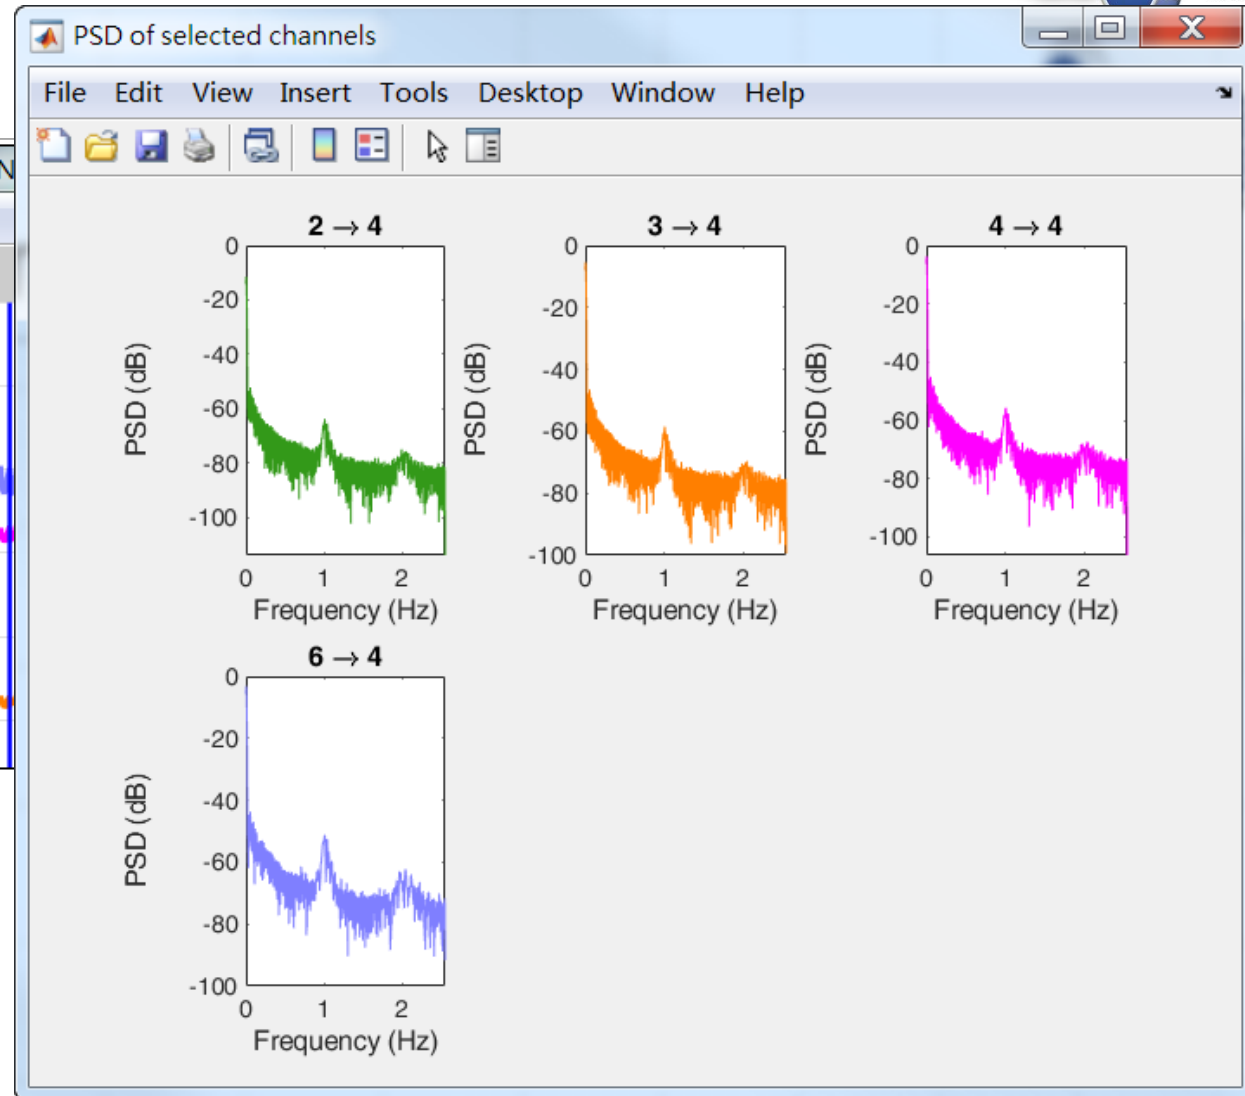 PSD of selected channels
File Edit View Insert Tools Desktop Window Help
N
2 → 4
3 → 4
4 → 4
0
-20
-40
-60
-80
-100
PSD (dB)
0 1 2
Frequency (Hz)
0
-20
-40
-60
-80
-100
PSD (dB)
0 1 2
Frequency (Hz)
0
-20
-40
-60
-80
-100
PSD (dB)
0 1 2
Frequency (Hz)
6 → 4
0
-20
-40
-60
-80
-100
PSD (dB)
0 1 2
Frequency (Hz)